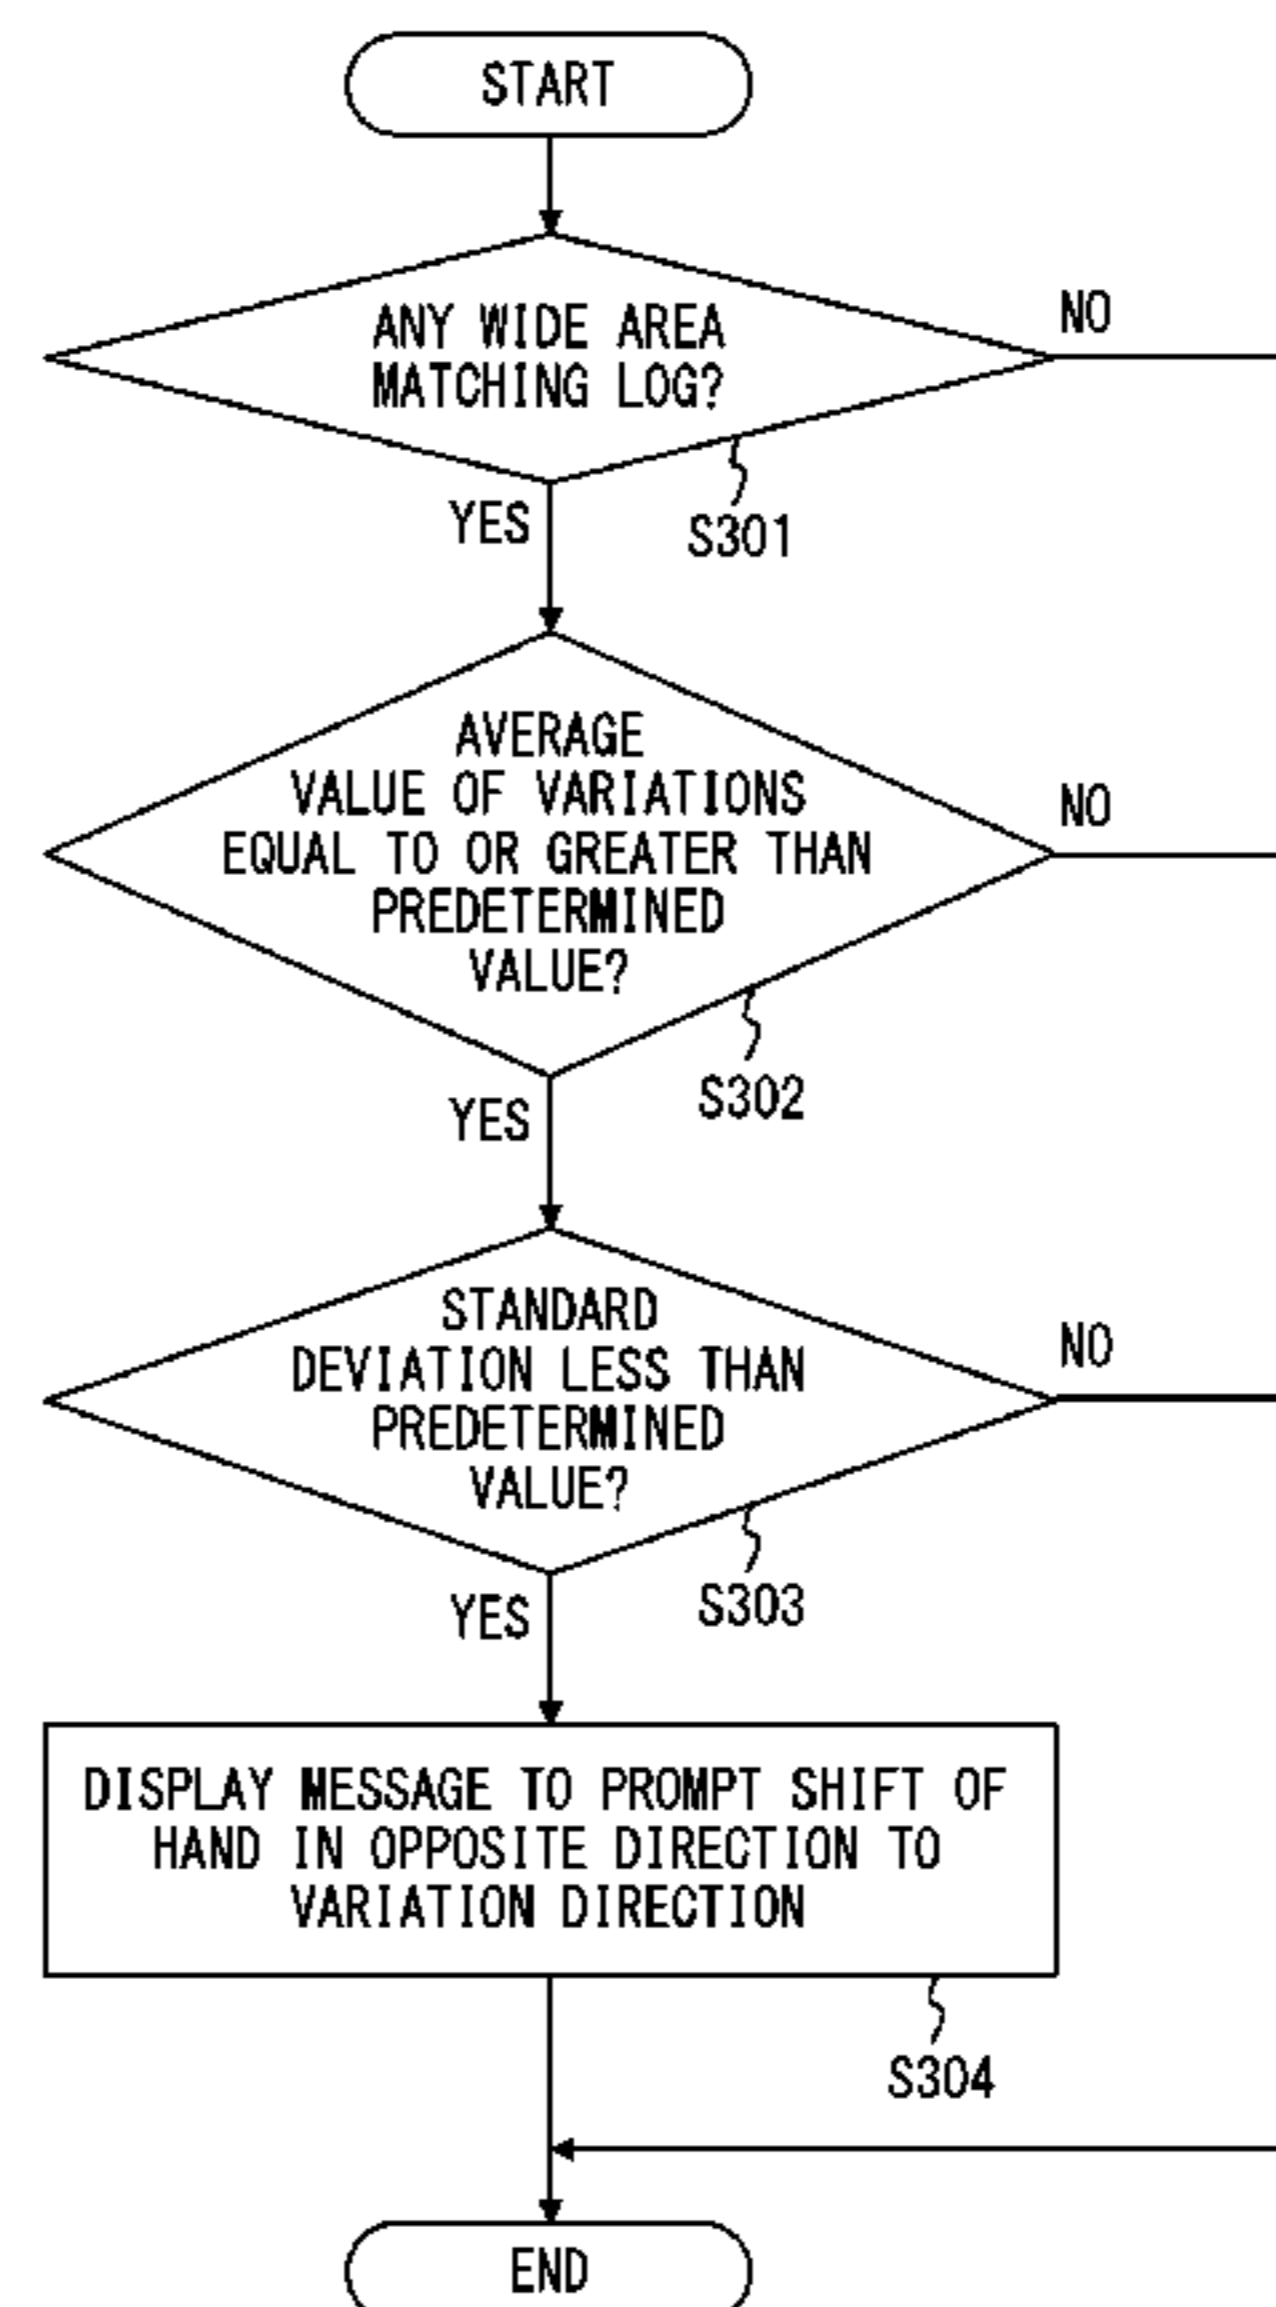 START
ANY WIDE AREA
MATCHING LOG?
NO
S301
YES
AVERAGE
VALUE OF VARIATIONS
EQUAL TO OR GREATER THAN
PREDETERMINED
VALUE?
NO
S302
YES
STANDARD
DEVIATION LESS THAN
PREDETERMINED
VALUE?
NO
S303
YES
DISPLAY MESSAGE TO PROMPT SHIFT OF
HAND IN OPPOSITE DIRECTION TO
VARIATION DIRECTION
S304
END